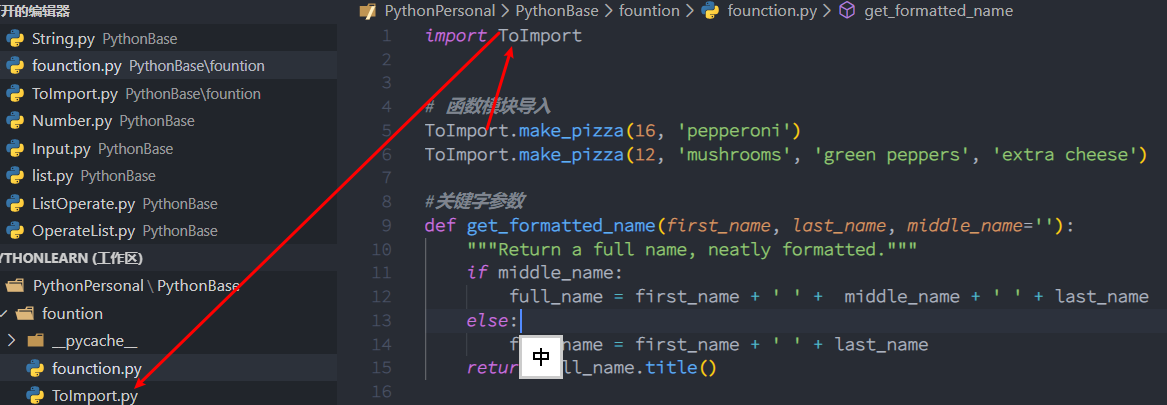 开的编辑器
String.py PythonBase
founction.py PythonBase\fountion
ToImport.py PythonBase\fountion
Number.py PythonBase
Input.py PythonBase
list.py PythonBase
ListOperate.py PythonBase
OperateList.py PythonBase
YTHONLEARN (工作区)
PythonPersonal \ PythonBase
fountion
__pycache__
founction.py
ToImport.py
PythonPersonal > PythonBase > fountion > founction.py > get_formatted_name
1 import ToImport
2
3
4 # 函数模块导入
5 ToImport.make_pizza(16, 'pepperoni')
6 ToImport.make_pizza(12, 'mushrooms', 'green peppers', 'extra cheese')
7
8 #关键字参数
9 def get_formatted_name(first_name, last_name, middle_name=''):
10 """Return a full name, neatly formatted."""
11 if middle_name:
12 full_name = first_name + ' ' +  middle_name + ' ' + last_name
13 else:
14 f name = first_name + ' ' + last_name
中
15 retur ll_name.title()
16